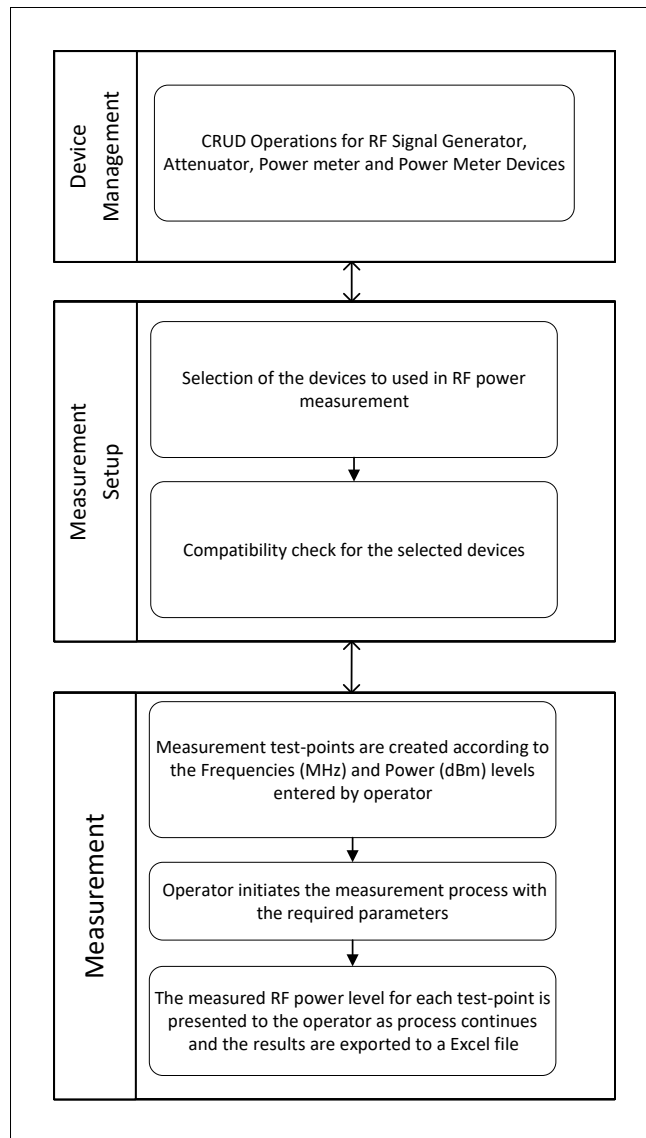 Device
Management
CRUD Operations for RF Signal Generator,
Attenuator, Power meter and Power Meter Devices
Measurement
Setup
Selection of the devices to used in RF power
measurement
Compatibility check for the selected devices
Measurement
Measurement test-points are created according to
the Frequencies (MHz) and Power (dBm) levels
entered by operator
Operator initiates the measurement process with
the required parameters
The measured RF power level for each test-point is
presented to the operator as process continues
and the results are exported to a Excel file